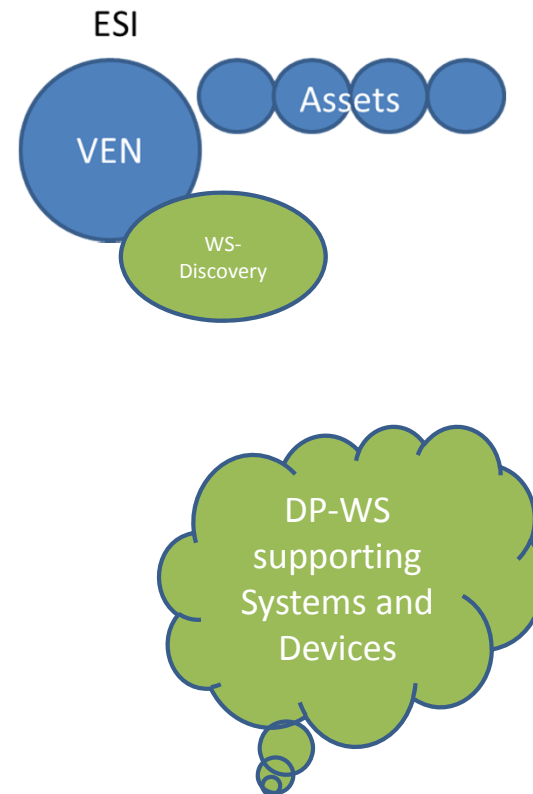 ESI
VEN
Assets
WS-
Discovery
DP-WS
supporting
Systems and
Devices